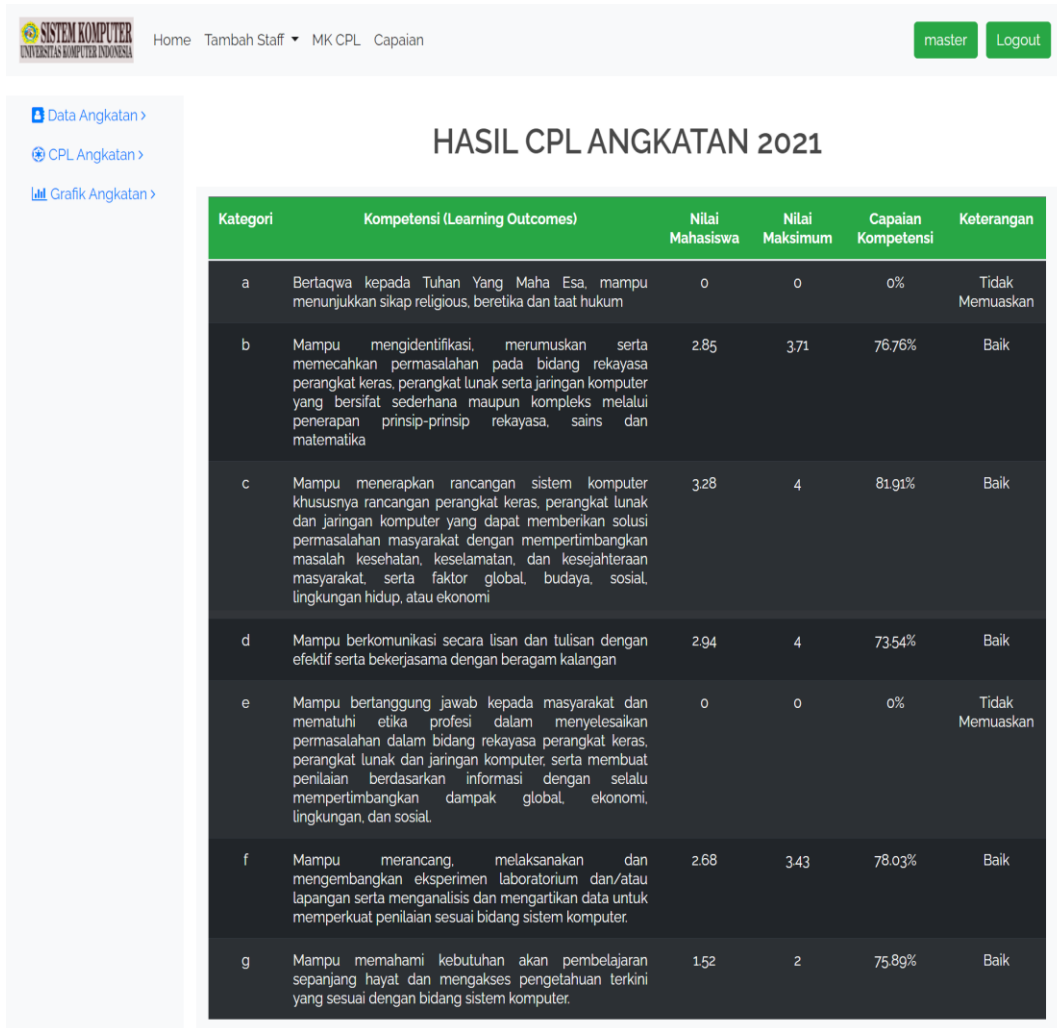 SISTEM KOMPUTER
UNIVERSITAS KOMPUTER INDONESIA
Home Tambah Staff MK CPL Capaian
master Logout
Data Angkatan >
CPL Angkatan >
Grafik Angkatan >
HASIL CPL ANGKATAN 2021
Kategori Kompetensi (Learning Outcomes) Nilai Mahasiswa Nilai Maksimum Capaian Kompetensi Keterangan
a Bertaqwa kepada Tuhan Yang Maha Esa, mampu 0 0 0% Tidak
menunjukkan sikap religious, beretika dan taat hukum Memuaskan
b Mampu mengidentifikasi, merumuskan serta 2.85 3.71 76.76% Baik
memecahkan permasalahan pada bidang rekayasa
perangkat keras, perangkat lunak serta jaringan komputer
yang bersifat sederhana maupun kompleks melalui
penerapan prinsip-prinsip rekayasa, sains dan
matematika
c Mampu menerapkan rancangan sistem komputer 3.28 4 81.91% Baik
khususnya rancangan perangkat keras, perangkat lunak
dan jaringan komputer yang dapat memberikan solusi
permasalahan masyarakat dengan mempertimbangkan
masalah kesehatan, keselamatan, dan kesejahteraan
masyarakat, serta faktor global, budaya, sosial,
lingkungan hidup, atau ekonomi
d Mampu berkomunikasi secara lisan dan tulisan dengan 2.94 4 73.54% Baik
efektif serta bekerjasama dengan beragam kalangan
e Mampu bertanggung jawab kepada masyarakat dan 0 0 0% Tidak
mematuhi etika profesi dalam menyelesaikan Memuaskan
permasalahan dalam bidang rekayasa perangkat keras,
perangkat lunak dan jaringan komputer, serta membuat
penilaian berdasarkan informasi dengan selalu
mempertimbangkan dampak global, ekonomi,
lingkungan, dan sosial.
f Mampu merancang, melaksanakan dan 2.68 3.43 78.03% Baik
mengembangkan eksperimen laboratorium dan/atau
lapangan serta menganalisis dan mengartikan data untuk
memperkuat penilaian sesuai bidang sistem komputer.
g Mampu memahami kebutuhan akan pembelajaran 1.52 2 75.89% Baik
sepanjang hayat dan mengakses pengetahuan terkini
yang sesuai dengan bidang sistem komputer.